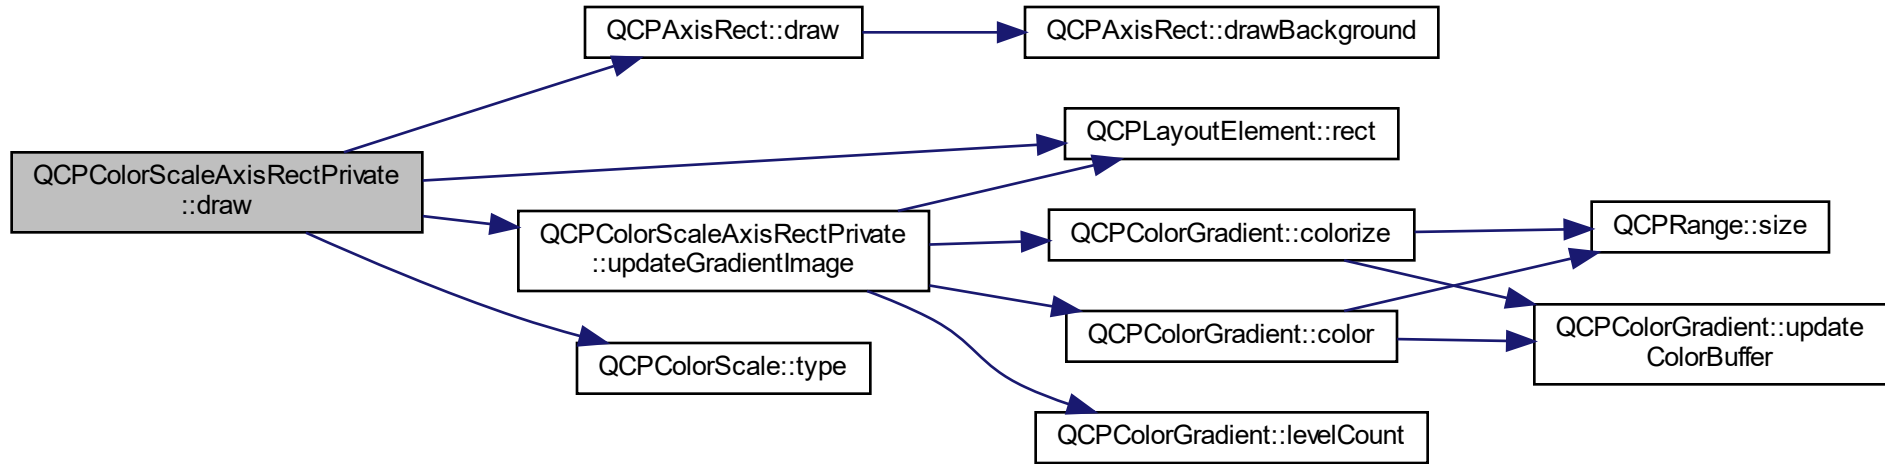 QCPColorScaleAxisRectPrivate
::draw
QCPAxisRect::draw
QCPAxisRect::drawBackground
QCPLayoutElement::rect
QCPColorScaleAxisRectPrivate
::updateGradientImage
QCPColorGradient::colorize
QCPRange::size
QCPColorGradient::color
QCPColorGradient::update
ColorBuffer
QCPColorScale::type
QCPColorGradient::levelCount